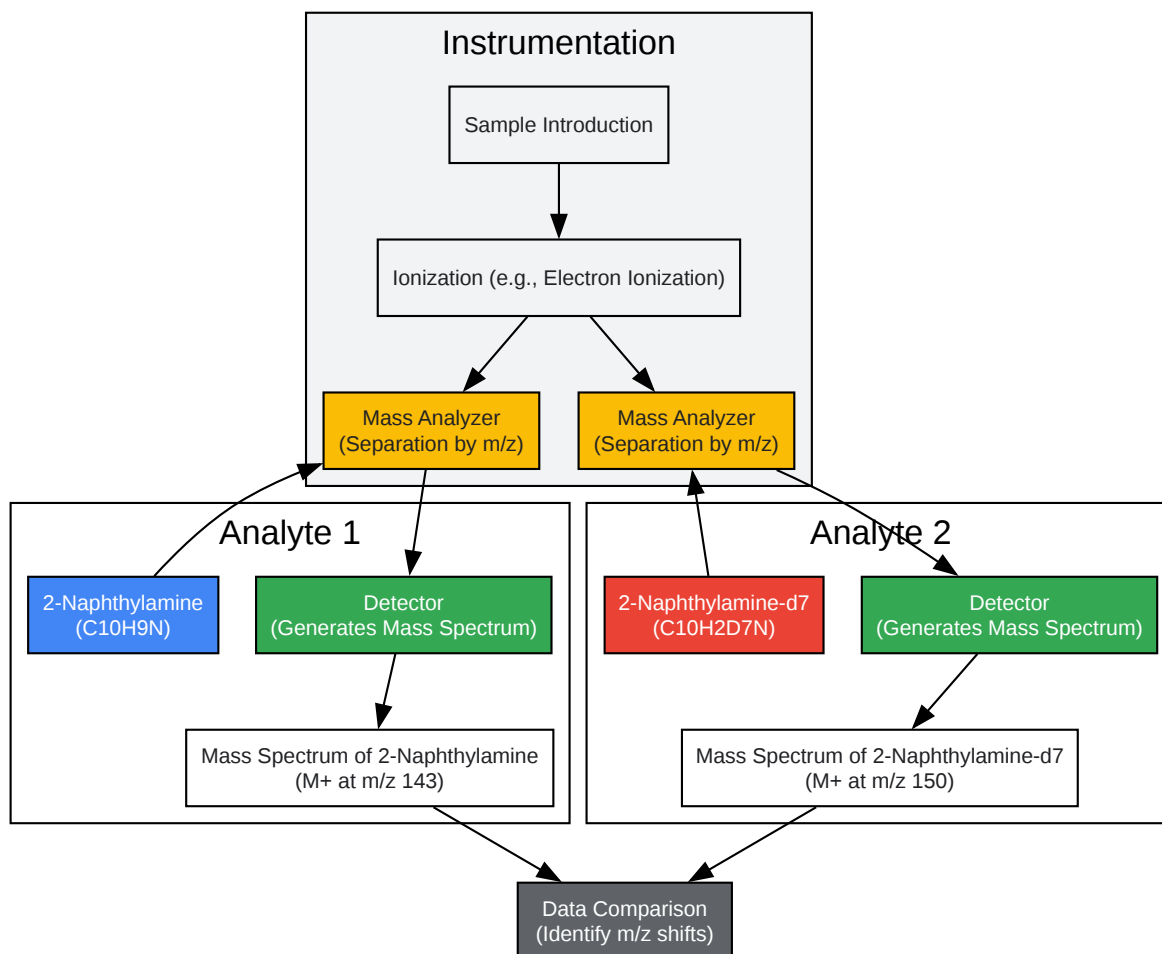 Instrumentation
Sample Introduction
Ionization (e.g., Electron Ionization)
Mass Analyzer
(Separation by m/z)
Mass Analyzer
(Separation by m/z)
Analyte 1
2-Naphthylamine
(C10H9N)
Detector
(Generates Mass Spectrum)
Mass Spectrum of 2-Naphthylamine
(M+ at m/z 143)
Analyte 2
2-Naphthylamine-d7
(C10H2D7N)
Detector
(Generates Mass Spectrum)
Mass Spectrum of 2-Naphthylamine-d7
(M+ at m/z 150)
Data Comparison
(Identify m/z shifts)